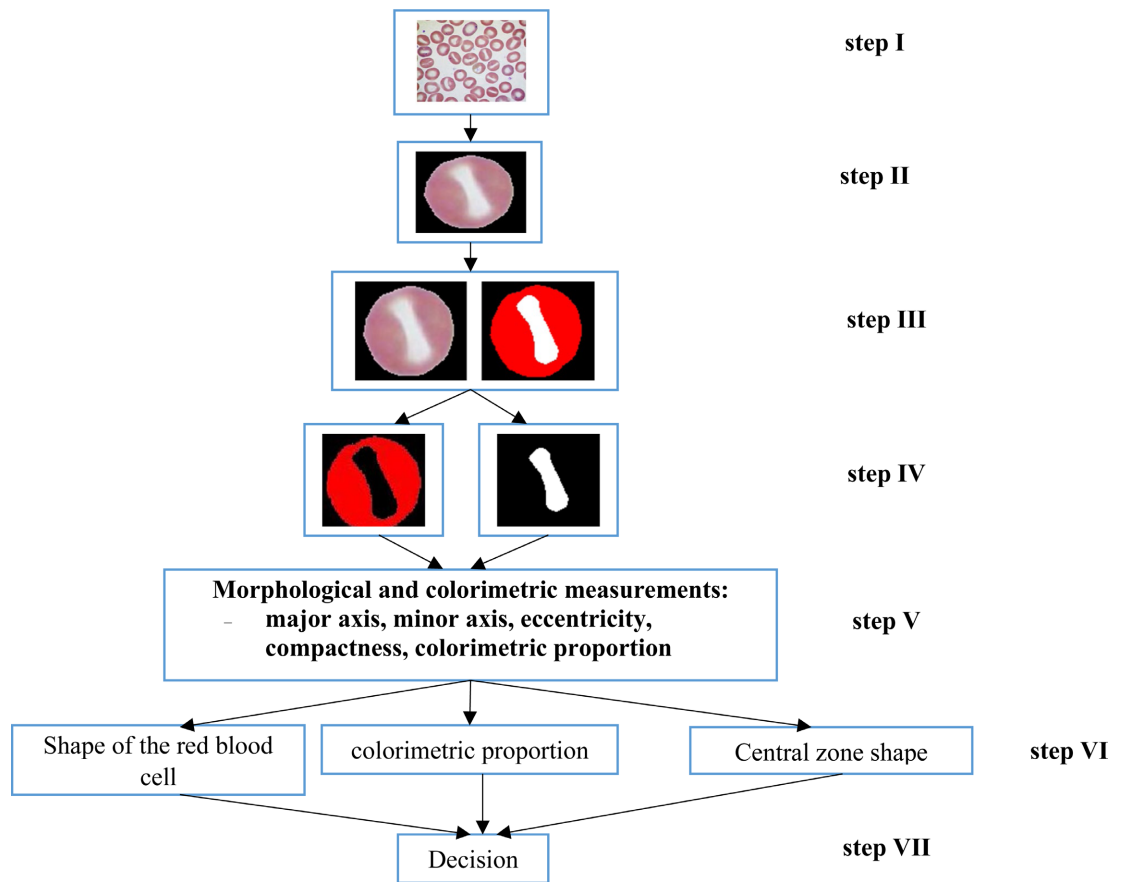 step I
step II
step III
step IV
Morphological and colorimetric measurements:
– major axis, minor axis, eccentricity,
compactness, colorimetric proportion
step V
Shape of the red blood
cell
colorimetric proportion
Central zone shape
step VI
Decision
step VII